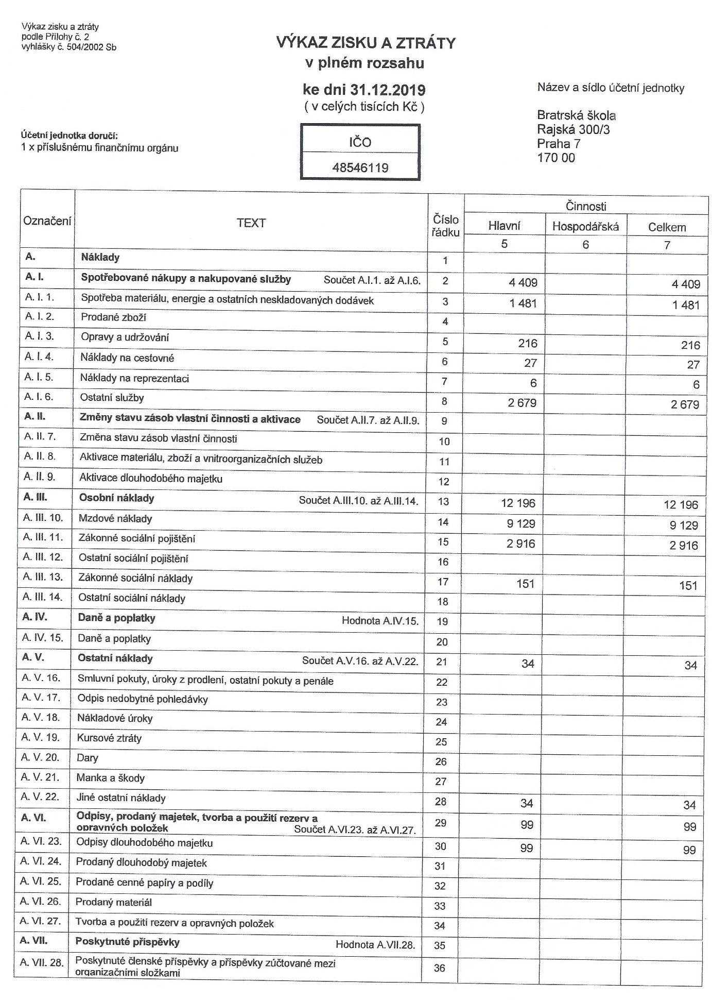 Výkaz zisku a ztráty
podle Přílohy č. 2
vyhlášky č. 504/2002 Sb
VÝKAZ ZISKU A ZTRÁTY
v plném rozsahu
ke dni 31.12.2019
( v celých tisících Kč )
Název a sídlo účetní jednotky
Bratrská škola
Rajská 300/3
Praha 7
170 00
Účetní jednotka doručí:
1 x příslušnému finančnímu orgánu
IČO
48546119
Označení TEXT Číslo řádku Činnosti
Hlavní Hospodářská Celkem
5 6 7
A. Náklady 1
A. I. Spotřebované nákupy a nakupované služby Součet A.I.1. až A.I.6. 2 4 409 4 409
A. I. 1. Spotřeba materiálu, energie a ostatních neskladovaných dodávek 3 1 481 1 481
A. I. 2. Prodané zboží 4
A. I. 3. Opravy a udržování 5 216 216
A. I. 4. Náklady na cestovné 6 27 27
A. I. 5. Náklady na reprezentaci 7 6 6
A. I. 6. Ostatní služby 8 2 679 2 679
A. II. Změny stavu zásob vlastní činnosti a aktivace Součet A.II.7. až A.II.9. 9
A. II. 7. Změna stavu zásob vlastní činnosti 10
A. II. 8. Aktivace materiálu, zboží a vnitroorganizačních služeb 11
A. II. 9. Aktivace dlouhodobého majetku 12
A. III. Osobní náklady Součet A.III.10. až A.III.14. 13 12 196 12 196
A. III. 10. Mzdové náklady 14 9 129 9 129
A. III. 11. Zákonné sociální pojištění 15 2 916 2 916
A. III. 12. Ostatní sociální pojištění 16
A. III. 13. Zákonné sociální náklady 17 151 151
A. III. 14. Ostatní sociální náklady 18
A. IV. Daně a poplatky Hodnota A.IV.15. 19
A. IV. 15. Daně a poplatky 20
A. V. Ostatní náklady Součet A.V.16. až A.V.22. 21 34 34
A. V. 16. Smluvní pokuty, úroky z prodlení, ostatní pokuty a penále 22
A. V. 17. Odpis nedobytné pohledávky 23
A. V. 18. Nákladové úroky 24
A. V. 19. Kursové ztráty 25
A. V. 20. Dary 26
A. V. 21. Manka a škody 27
A. V. 22. Jiné ostatní náklady 28 34 34
A. VI. Odpisy, prodaný majetek, tvorba a použití rezerv a
opravných položek Součet A.VI.23. až A.VI.27. 29 99 99
A. VI. 23. Odpisy dlouhodobého majetku 30 99 99
A. VI. 24. Prodaný dlouhodobý majetek 31
A. VI. 25. Prodané cenné papíry a podíly 32
A. VI. 26. Prodaný materiál 33
A. VI. 27. Tvorba a použití rezerv a opravných položek 34
A. VII. Poskytnuté příspěvky Hodnota A.VII.28. 35
A. VII. 28. Poskytnuté členské příspěvky a příspěvky zúčtované mezi
organizačními složkami 36